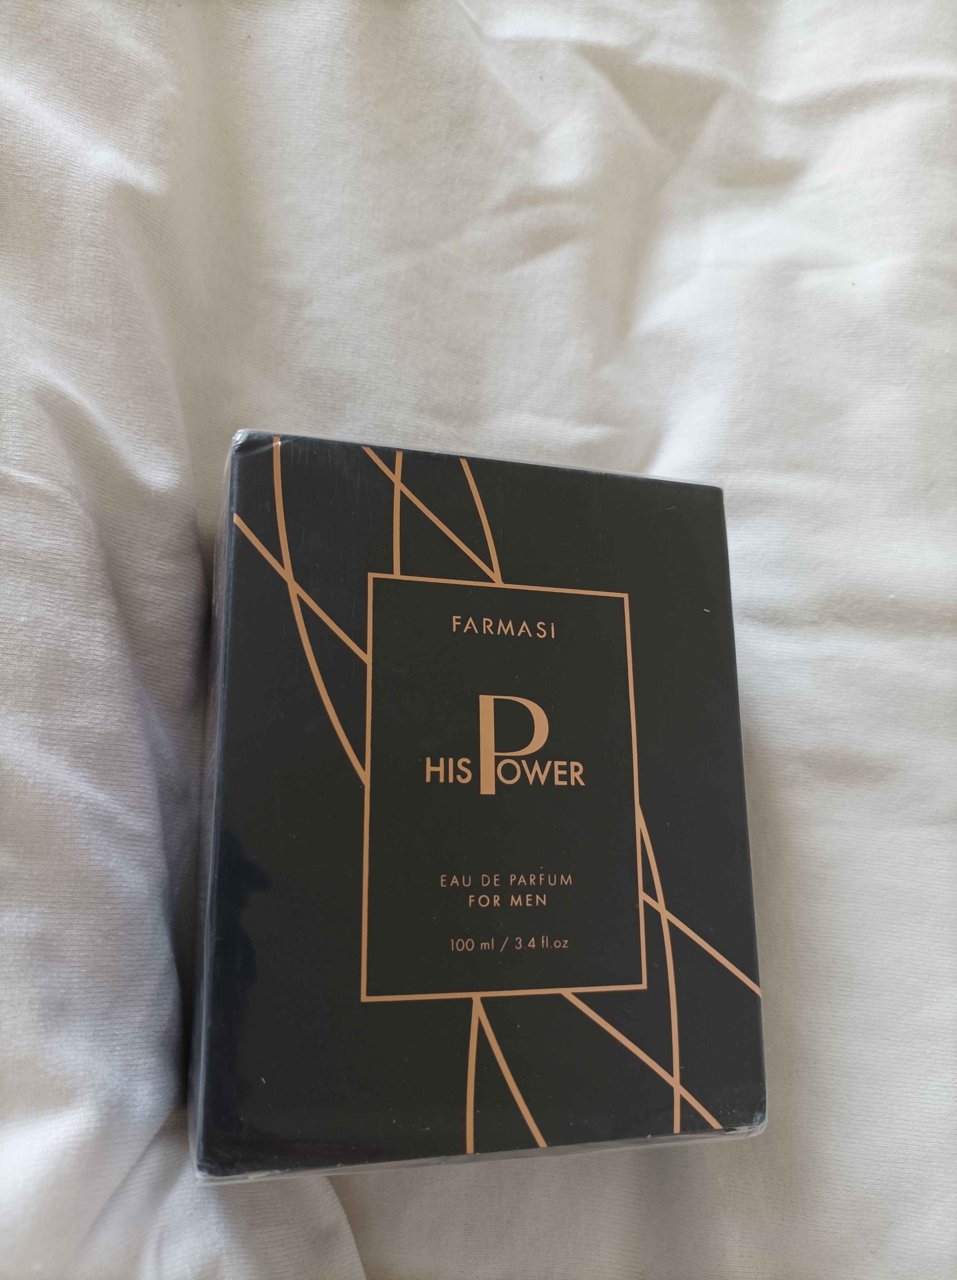 FARMASi
HIS POWER
EAU DE PARFUM
FOR MEN
100 ml / 3.4 fl.oz